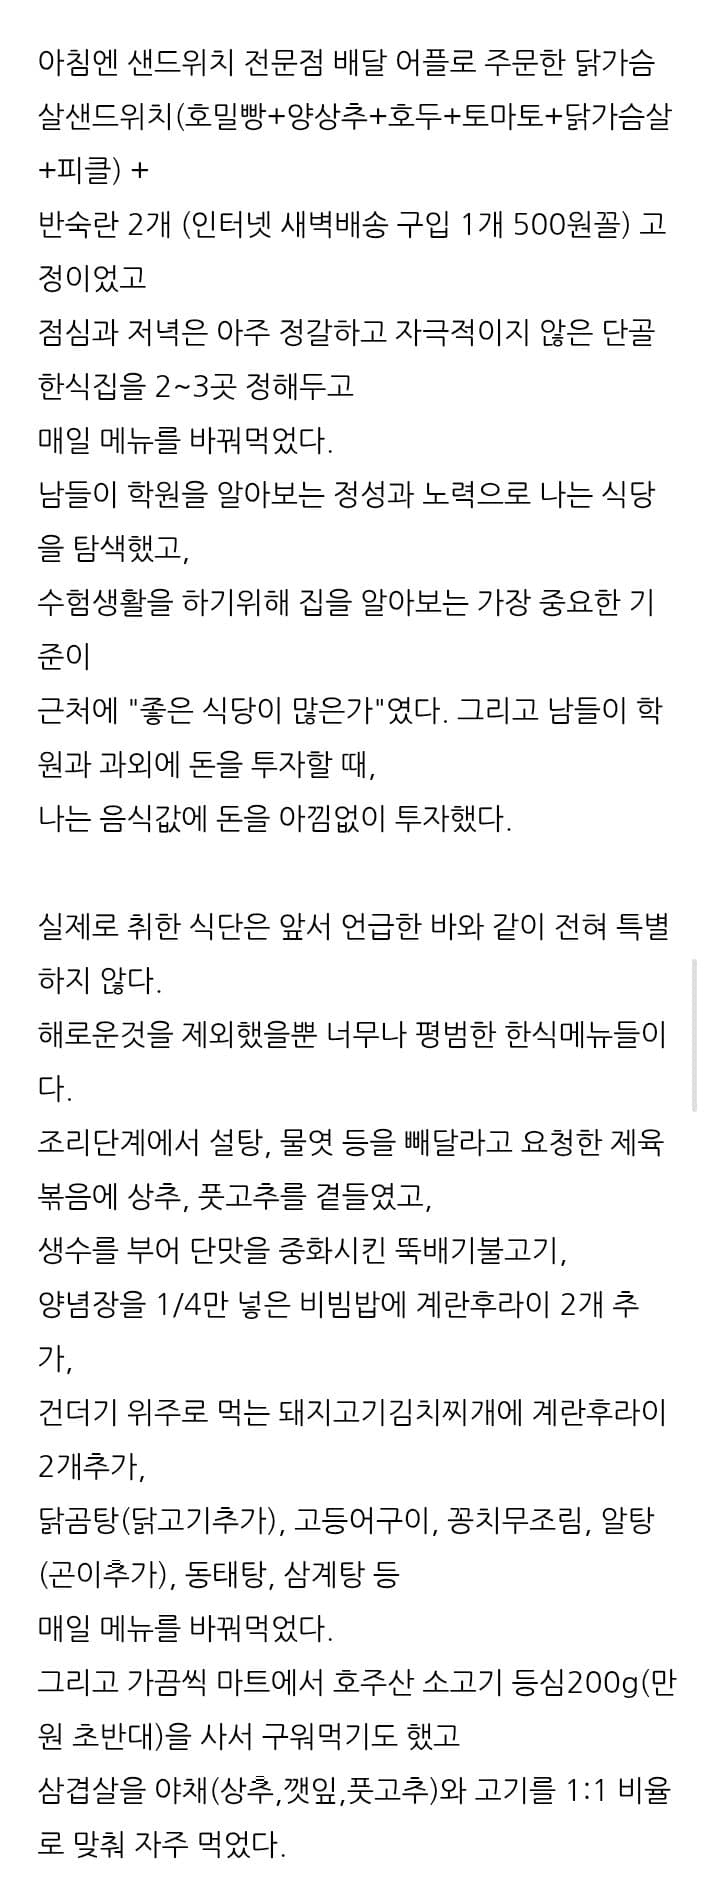 아침엔 샌드위치 전문점 배달 어플로 주문한 닭가슴
살샌드위치(호밀빵+양상추+호두+토마토+닭가슴살
+피클) +
반숙란 2개 (인터넷 새벽배송 구입 1개 500원꼴) 고
정이었고
점심과 저녁은 아주 정갈하고 자극적이지 않은 단골
한식집을 2~3곳 정해두고
매일 메뉴를 바꿔먹었다.
남들이 학원을 알아보는 정성과 노력으로 나는 식당
을 탐색했고,
수험생활을 하기위해 집을 알아보는 가장 중요한 기
준이
근처에 "좋은 식당이 많은가"였다. 그리고 남들이 학
원과 과외에 돈을 투자할 때,
나는 음식값에 돈을 아낌없이 투자했다.

실제로 취한 식단은 앞서 언급한 바와 같이 전혀 특별
하지 않다.
해로운것을 제외했을뿐 너무나 평범한 한식메뉴들이
다.
조리단계에서 설탕, 물엿 등을 빼달라고 요청한 제육
볶음에 상추, 풋고추를 곁들였고,
생수를 부어 단맛을 중화시킨 뚝배기불고기,
양념장을 1/4만 넣은 비빔밥에 계란후라이 2개 추
가,
건더기 위주로 먹는 돼지고기김치찌개에 계란후라이
2개추가,
닭곰탕(닭고기추가), 고등어구이, 꽁치무조림, 알탕
(곤이추가), 동태탕, 삼계탕 등
매일 메뉴를 바꿔먹었다.
그리고 가끔씩 마트에서 호주산 소고기 등심200g(만
원 초반대)을 사서 구워먹기도 했고
삼겹살을 야채(상추,깻잎,풋고추)와 고기를 1:1 비율
로 맞춰 자주 먹었다.